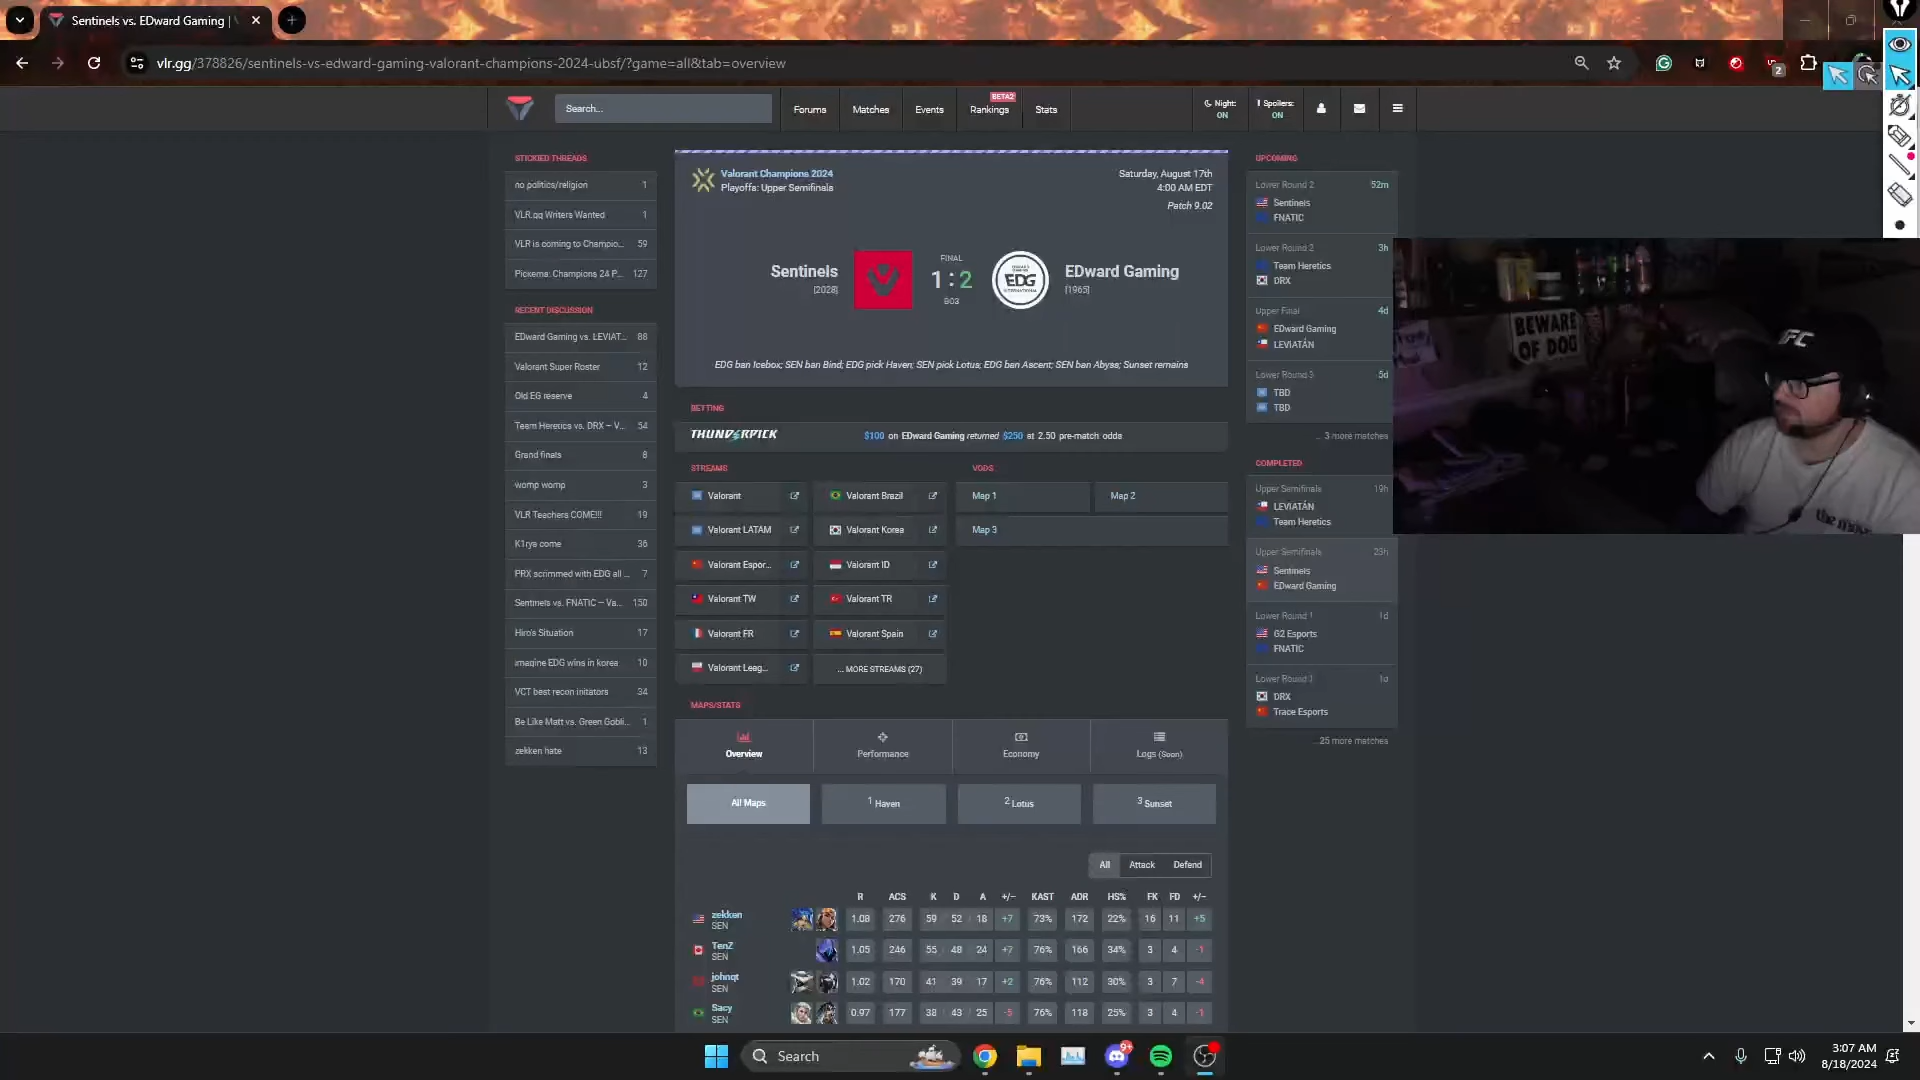 Sentinels vs. EDward Gaming |
vlr.gg/378826/sentinels-vs-edward-gaming-valorant-champions-2024-ubsf/?game=all&tab=overview
2
Search...
Forums
Matches
Events
BETA2
Rankings
Stats
Night:
ON
Spoilers:
ON
STICKIED THREADS
no politics/religion 1
VLR.gg Writers Wanted 1
VLR is coming to Champio... 59
Pickems: Champions 24 P... 127
RECENT DISCUSSION
EDward Gaming vs. LEVIAT... 88
Valorant Super Roster 12
Old EG reserve 4
Team Heretics vs. DRX – V... 54
Grand finals 8
womp womp 3
VLR Teachers COME!!! 19
K1rya come 36
PRX scrimmed with EDG all ... 7
Sentinels vs. FNATIC – Va... 150
Hiro's Situation 17
imagine EDG wins in korea 10
VCT best recon initiators 34
Be Like Matt vs. Green Gobli... 1
zekken hate 13
Valorant Champions 2024
Playoffs: Upper Semifinals
Saturday, August 17th
4:00 AM EDT
Patch 9.02
Sentinels
[2028]
FINAL
1 : 2
BO3
EDG
EDward Gaming
[1965]
EDG ban Icebox; SEN ban Bind; EDG pick Haven; SEN pick Lotus; EDG ban Ascent; SEN ban Abyss; Sunset remains
BETTING
THUNDERPICK
$100 on EDward Gaming returned $250 at 2.50 pre-match odds
STREAMS
Valorant
Valorant Brazil
Valorant LATAM
Valorant Korea
Valorant Espor...
Valorant ID
Valorant TW
Valorant TR
Valorant FR
Valorant Spain
Valorant Leag...
... MORE STREAMS (27)
VODS
Map 1
Map 2
Map 3
MAPS/STATS
Overview
Performance
Economy
Logs (Soon)
All Maps
1 Haven
2 Lotus
3 Sunset
All Attack Defend
R ACS K D A +/– KAST ADR HS% FK FD +/–
zekken
SEN
1.08 276 59 52 18 +7 73% 172 22% 16 11 +5
TenZ
SEN
1.05 246 55 48 24 +7 76% 166 34% 3 4 -1
johnqt
SEN
1.02 170 41 39 17 +2 76% 112 30% 3 7 -4
Sacy
SEN
0.97 177 38 43 25 -5 76% 118 25% 3 4 -1
UPCOMING
Lower Round 2 52m
Sentinels
FNATIC
Lower Round 2 3h
Team Heretics
DRX
Upper Final 4d
EDward Gaming
LEVIATÁN
Lower Round 3 5d
TBD
TBD
... 3 more matches
COMPLETED
Upper Semifinals 19h
LEVIATÁN
Team Heretics
Upper Semifinals 23h
Sentinels
EDward Gaming
Lower Round 1 1d
G2 Esports
FNATIC
Lower Round 1 1d
DRX
Trace Esports
... 25 more matches
BEWARE
OF DOG
Search
9+
3:07 AM
8/18/2024